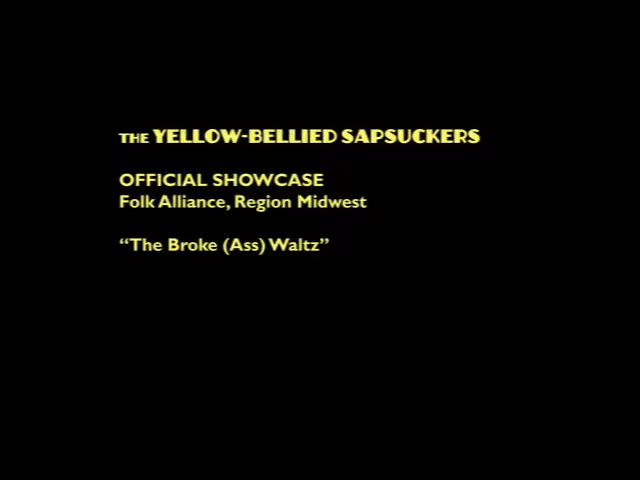 THE YELLOW-BELLIED SAPSUCKERS
OFFICIAL SHOWCASE
Folk Alliance, Region Midwest
“The Broke (Ass) Waltz”